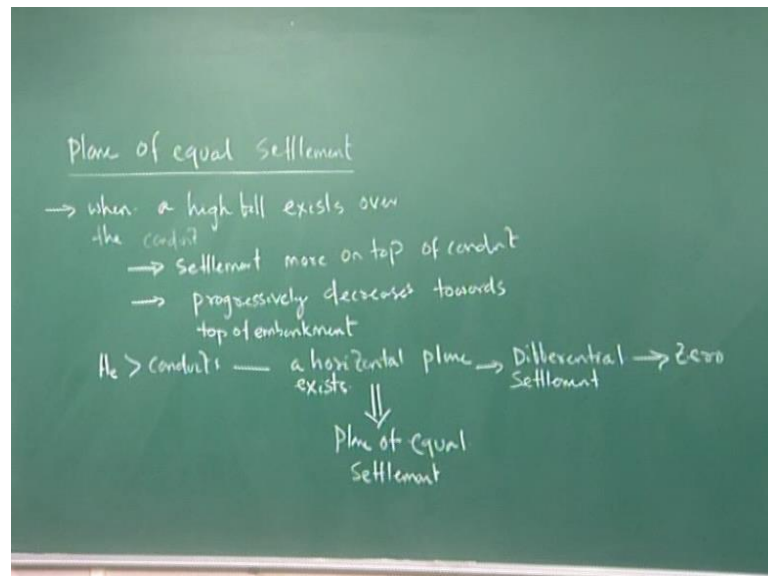 Plane of equal Settlement
→ when a high fill exists over
the conduit
→ Settlement more on top of conduit
→ progressively decreases towards
top of embankment
He > conduits — a horizontal plane → Differential → Zero
exists. Settlement
⇓
Plane of equal
Settlement